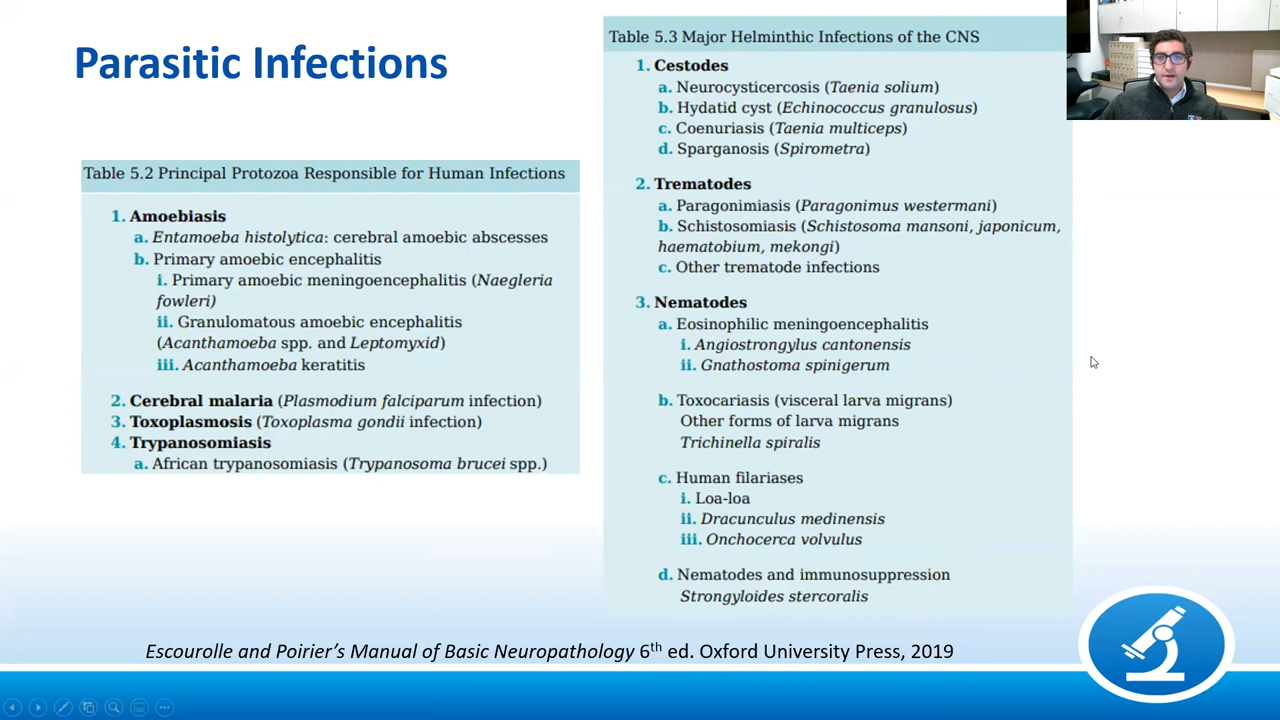 Parasitic Infections
Table 5.2 Principal Protozoa Responsible for Human Infections
1. Amoebiasis
a. Entamoeba histolytica: cerebral amoebic abscesses
b. Primary amoebic encephalitis
i. Primary amoebic meningoencephalitis (Naegleria
fowleri)
ii. Granulomatous amoebic encephalitis
(Acanthamoeba spp. and Leptomyxid)
iii. Acanthamoeba keratitis
2. Cerebral malaria (Plasmodium falciparum infection)
3. Toxoplasmosis (Toxoplasma gondii infection)
4. Trypanosomiasis
a. African trypanosomiasis (Trypanosoma brucei spp.)
Table 5.3 Major Helminthic Infections of the CNS
1. Cestodes
a. Neurocysticercosis (Taenia solium)
b. Hydatid cyst (Echinococcus granulosus)
c. Coenuriasis (Taenia multiceps)
d. Sparganosis (Spirometra)
2. Trematodes
a. Paragonimiasis (Paragonimus westermani)
b. Schistosomiasis (Schistosoma mansoni, japonicum,
haematobium, mekongi)
c. Other trematode infections
3. Nematodes
a. Eosinophilic meningoencephalitis
i. Angiostrongylus cantonensis
ii. Gnathostoma spinigerum
b. Toxocariasis (visceral larva migrans)
Other forms of larva migrans
Trichinella spiralis
c. Human filariases
i. Loa-loa
ii. Dracunculus medinensis
iii. Onchocerca volvulus
d. Nematodes and immunosuppression
Strongyloides stercoralis
Escourolle and Poirier’s Manual of Basic Neuropathology 6th ed. Oxford University Press, 2019